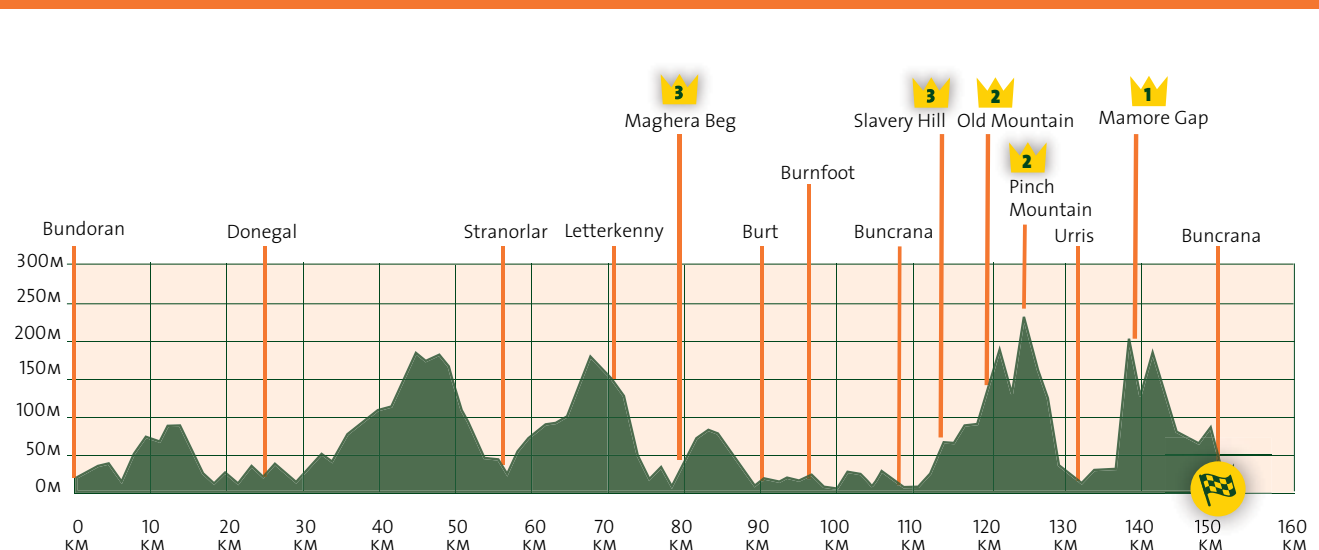 3
3
2
1
Maghera Beg
Slavery Hill
Old Mountain
Mamore Gap
2
Burnfoot
Pinch
Mountain
Bundoran
Donegal
Stranorlar
Letterkenny
Burt
Buncrana
Urris
Buncrana
300M
250M
200M
150M
100M
50M
0M
0 10 20 30 40 50 60 70 80 90 100 110 120 130 140 150 160
KM KM KM KM KM KM KM KM KM KM KM KM KM KM KM KM KM